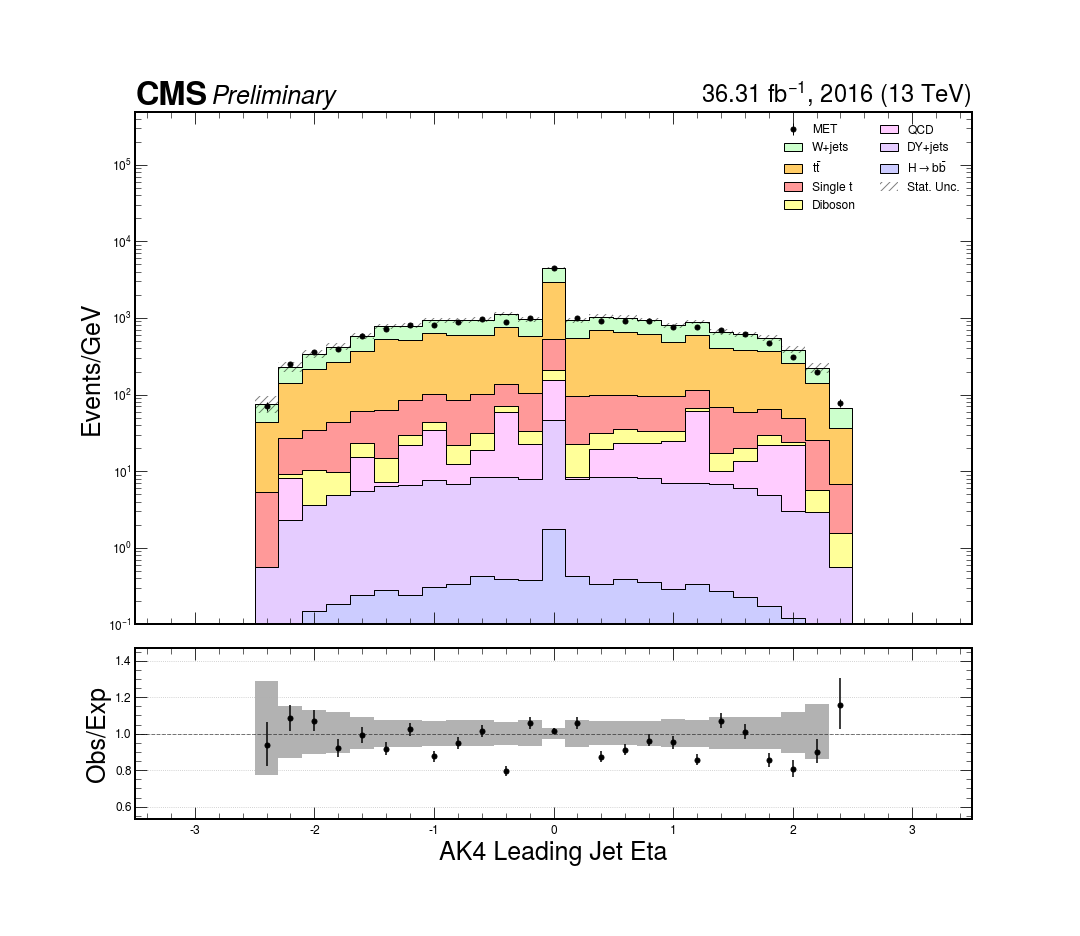 CMS Preliminary
36.31 fb⁻¹, 2016 (13 TeV)
MET
W+jets
tt̄
Single t
Diboson
QCD
DY+jets
H→bb̄
Stat. Unc.
Events/GeV
10⁵
10⁴
10³
10²
10¹
10⁰
10⁻¹
Obs/Exp
1.4
1.2
1.0
0.8
0.6
-3 -2 -1 0 1 2 3
AK4 Leading Jet Eta